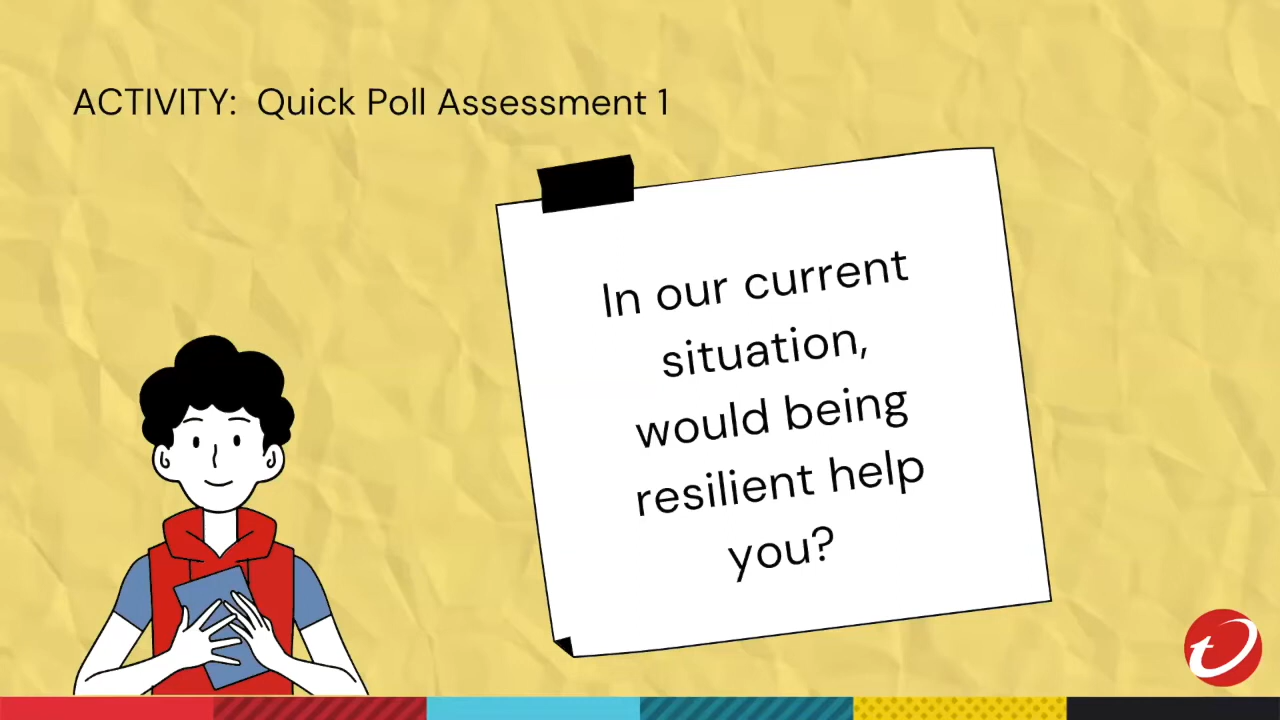 ACTIVITY: Quick Poll Assessment 1
In our current
situation,
would being
resilient help
you?